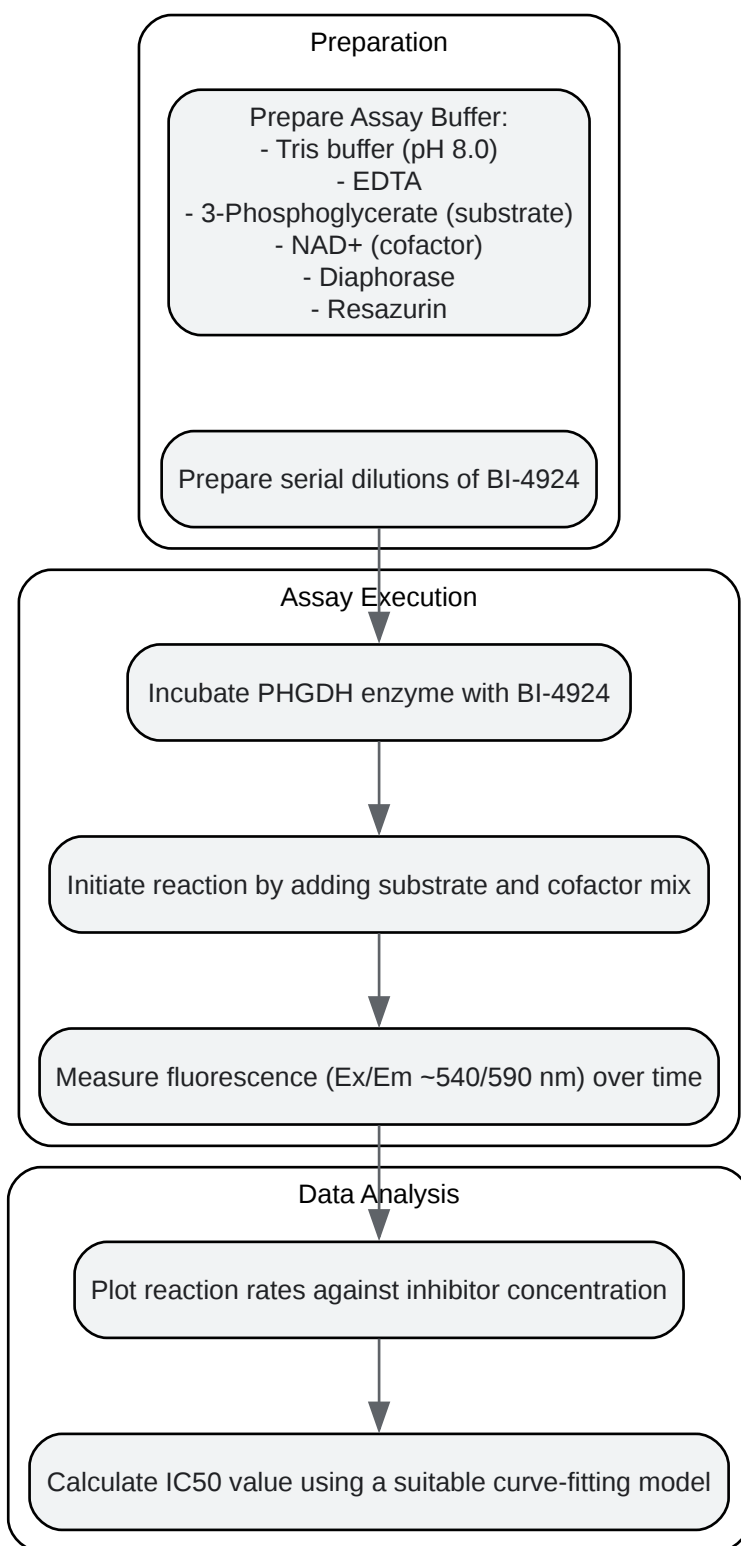 Preparation
Prepare Assay Buffer:
- Tris buffer (pH 8.0)
- EDTA
- 3-Phosphoglycerate (substrate)
- NAD+ (cofactor)
- Diaphorase
- Resazurin
Prepare serial dilutions of BI-4924
Assay Execution
Incubate PHGDH enzyme with BI-4924
Initiate reaction by adding substrate and cofactor mix
Measure fluorescence (Ex/Em ~540/590 nm) over time
Data Analysis
Plot reaction rates against inhibitor concentration
Calculate IC50 value using a suitable curve-fitting model